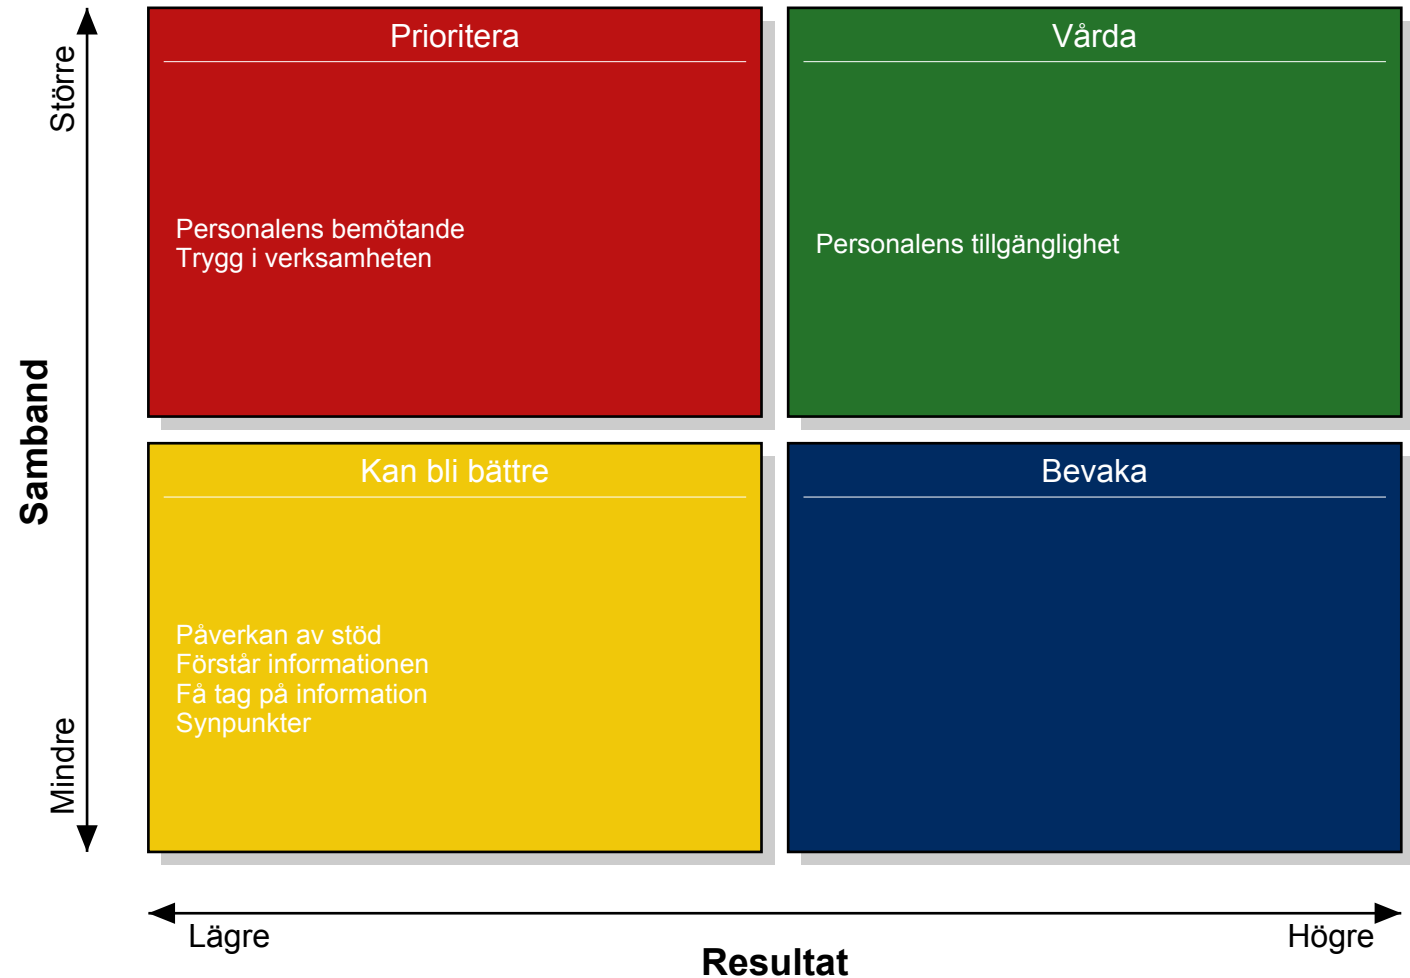 Större
Prioritera
Personalens bemötande
Trygg i verksamheten
Vårda
Personalens tillgänglighet
Samband
Kan bli bättre
Påverkan av stöd
Förstår informationen
Få tag på information
Synpunkter
Bevaka
Mindre
Lägre
Högre
Resultat